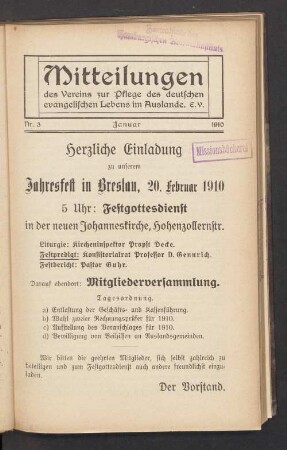 Mitteilungen
des Vereins zur Pflege des deutschen
evangelischen Lebens im Auslande. E.V.
Nr. 3. Januar 1910
Missionsbücherei
Herzliche Einladung
zu unserem
Jahresfest in Breslau, 20. Februar 1910
5 Uhr: Festgottesdienst
in der neuen Johanneskirche, Hohenzollernstr.
Liturgie: Kircheninspektor Propst Decke.
Festpredigt: Konsistorialrat Professor D. Gennrich.
Festbericht: Pastor Guhr.
Darauf ebendort: Mitgliederversammlung.
Tagesordnung.
a) Entlastung der Geschäfts- und Kassenführung.
b) Wahl zweier Rechnungsprüfer für 1910.
c) Aufstellung des Voranschlages für 1910.
d) Bewilligung von Beihilfen an Auslandsgemeinden.
Wir bitten die geehrten Mitglieder, sich selbst zahlreich zu
beteiligen und zum Festgottesdienst auch andere freundlichst einzu-
laden.
Der Vorstand.